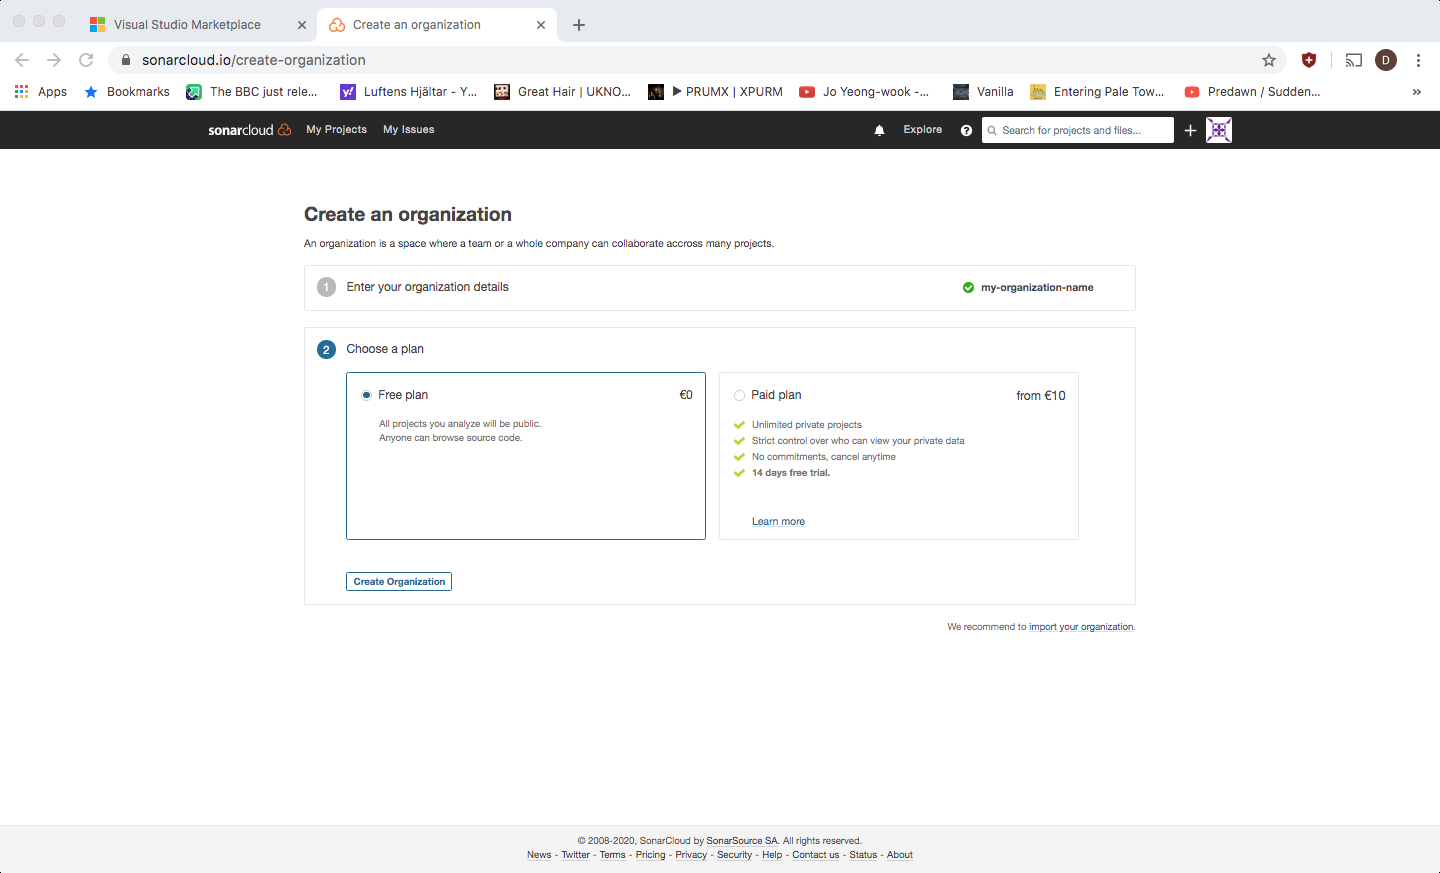 Visual Studio Marketplace
Create an organization
sonarcloud.io/create-organization
D
Apps
Bookmarks
The BBC just rele...
y!
Luftens Hjältar - Y...
Great Hair | UKNO...
▶ PRUMX | XPURM
Jo Yeong-wook -...
Vanilla
Entering Pale Tow...
Predawn / Sudden...
»
sonarcloud
My Projects
My Issues
Explore
?
Search for projects and files...
Create an organization
An organization is a space where a team or a whole company can collaborate accross many projects.
1
Enter your organization details
my-organization-name
2
Choose a plan
Free plan
€0
All projects you analyze will be public.
Anyone can browse source code.
Paid plan
from €10
Unlimited private projects
Strict control over who can view your private data
No commitments, cancel anytime
14 days free trial.
Learn more
Create Organization
We recommend to import your organization.
© 2008-2020, SonarCloud by SonarSource SA. All rights reserved.
News - Twitter - Terms - Pricing - Privacy - Security - Help - Contact us - Status - About